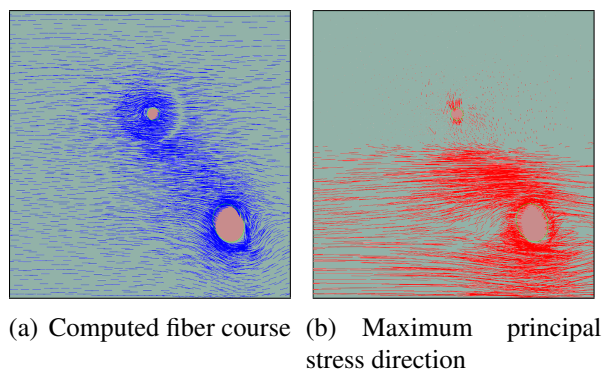 (a) Computed fiber course
(b) Maximum principal
stress direction